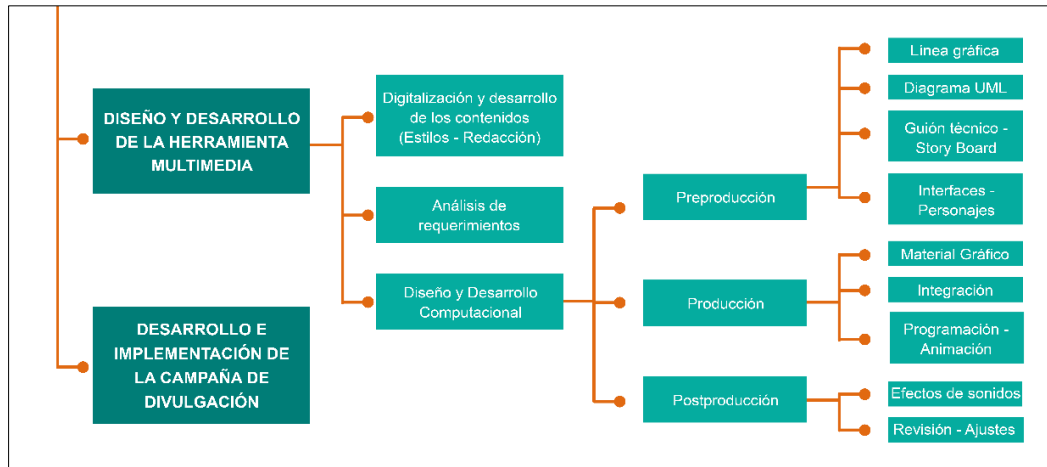 DISEÑO Y DESARROLLO
DE LA HERRAMIENTA
MULTIMEDIA
Digitalización y desarrollo
de los contenidos
(Estilos - Redacción)
Análisis de
requerimientos
Diseño y Desarrollo
Computacional
Preproducción
Línea gráfica
Diagrama UML
Guión técnico -
Story Board
Interfaces -
Personajes
Producción
Material Gráfico
Integración
Programación -
Animación
Postproducción
Efectos de sonidos
Revisión - Ajustes
DESARROLLO E
IMPLEMENTACIÓN DE
LA CAMPAÑA DE
DIVULGACIÓN